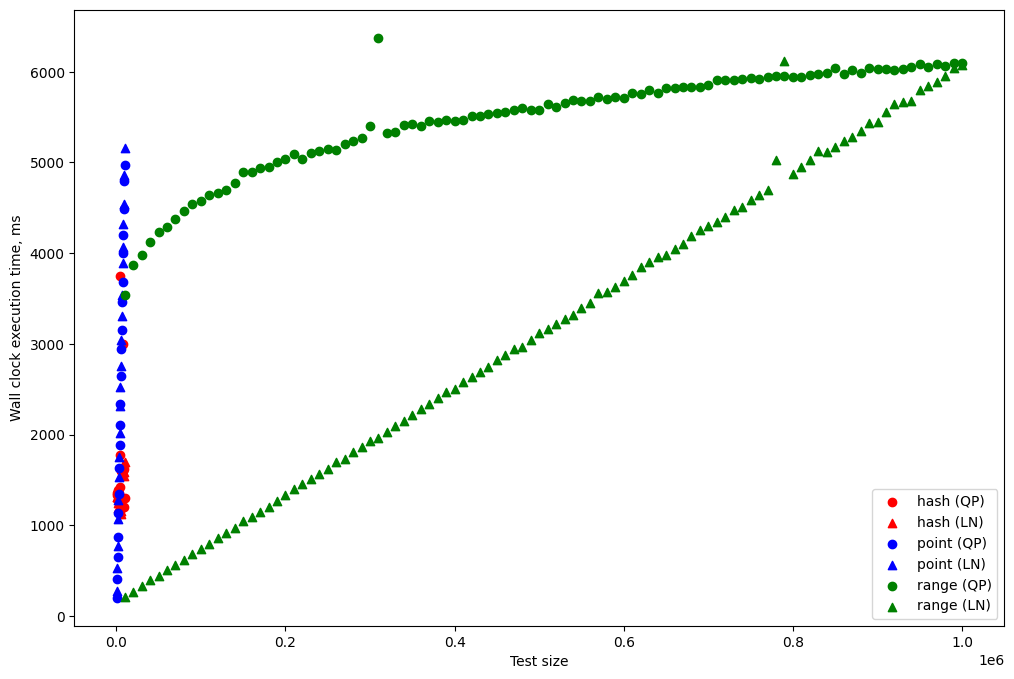 Wall clock execution time, ms
6000
5000
4000
3000
2000
1000
0
0.0
0.2
0.4
0.6
0.8
1.0
1e6
Test size
hash (QP)
hash (LN)
point (QP)
point (LN)
range (QP)
range (LN)